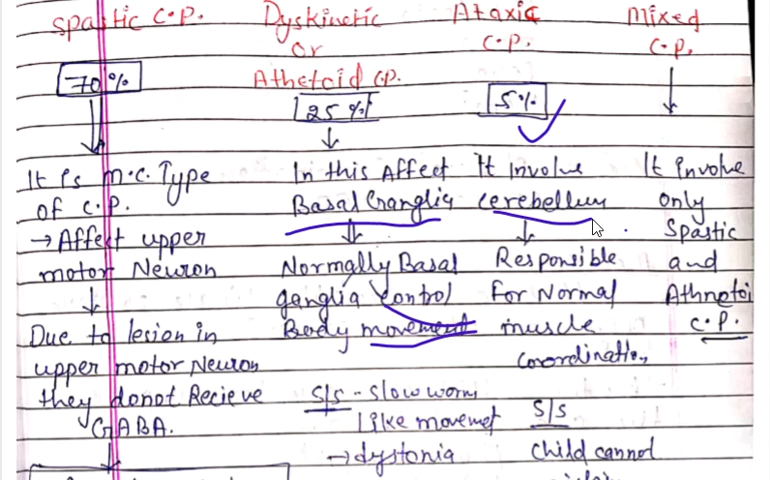 Spastic C.P.
70%
It is m.c. Type
of C.P.
→ Affect upper
motor Neuron
Due to lesion in
upper motor Neuron
they donot Recieve
GABA.
Dyskinetic
or
Athetoid C.P.
25%
In this Affect
Basal Ganglia
Normally Basal
ganglia control
Body movement
S/S - Slow worm
Like movemet
→ dystonia
Ataxic
C.P.
5%
It Involve
Cerebellum
Responsible
For Normal
muscle
coordination
S/S
Child cannot
Mixed
C.P.
It involve
only
Spastic
and
Athnetoi
C.P.